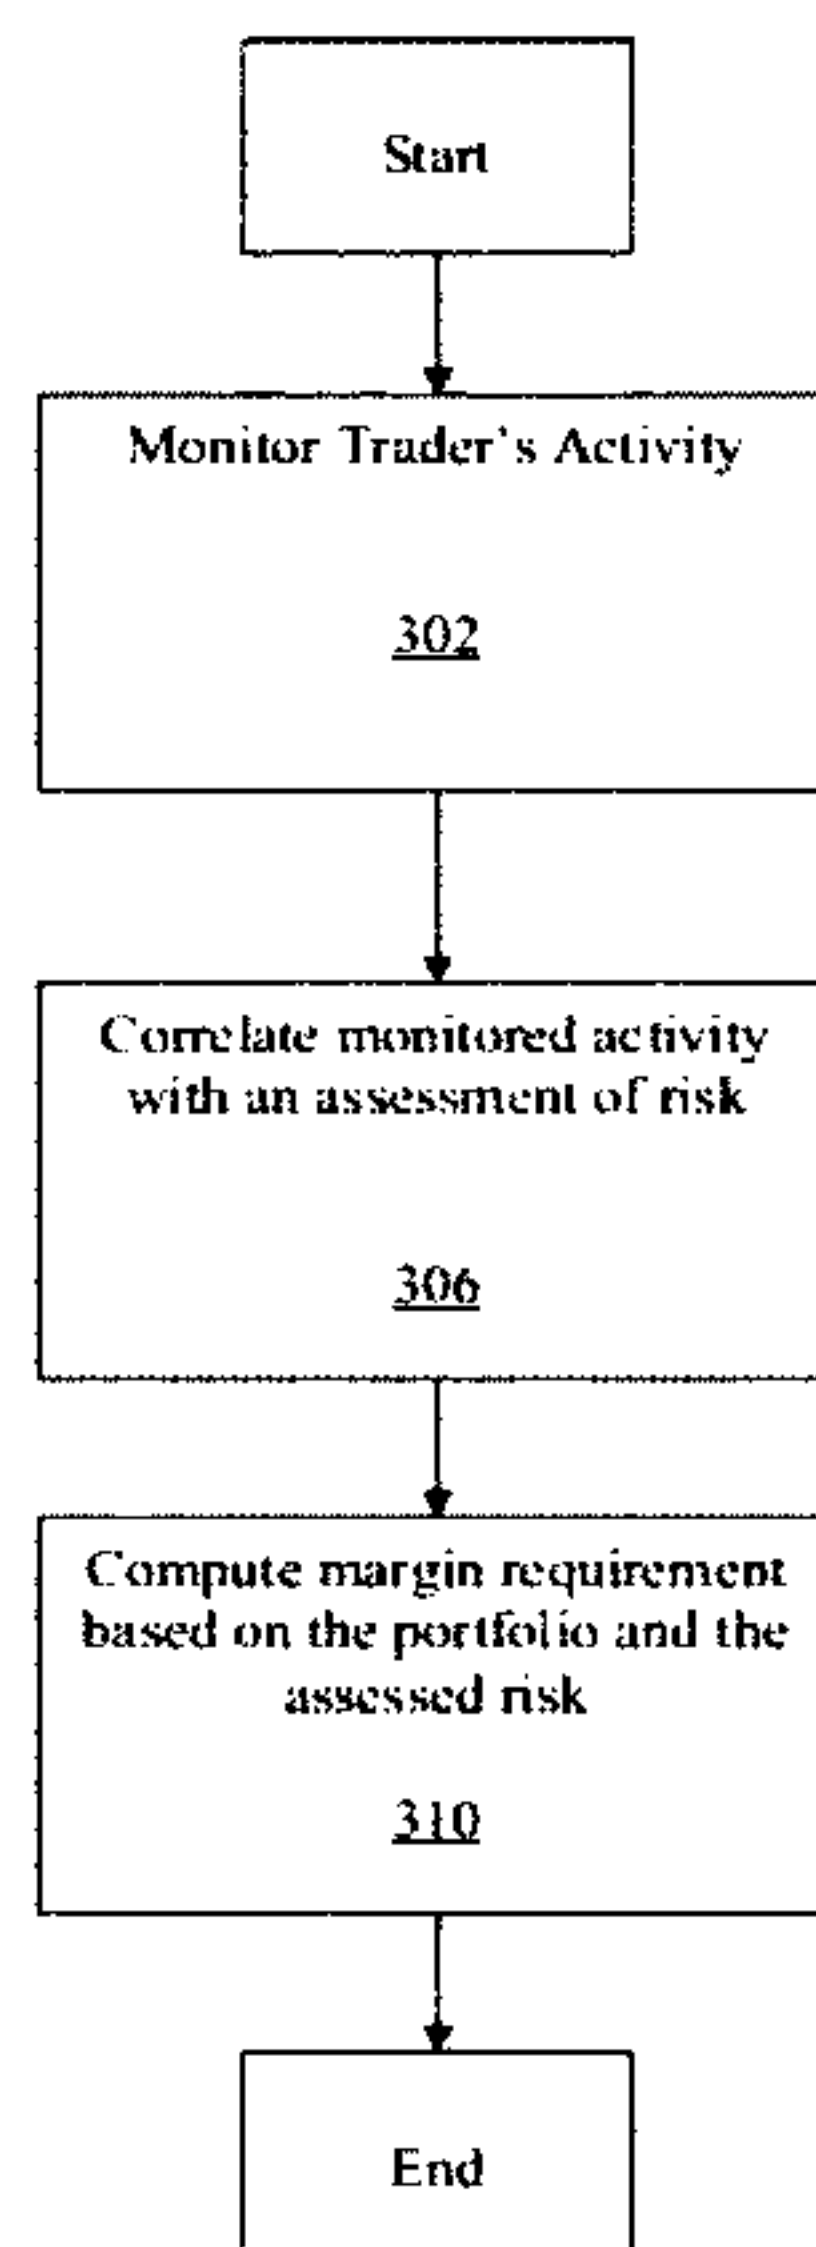 Start
Monitor Trader's Activity
302
Correlate monitored activity
with an assessment of risk
306
Compute margin requirement
based on the portfolio and the
assessed risk
310
End